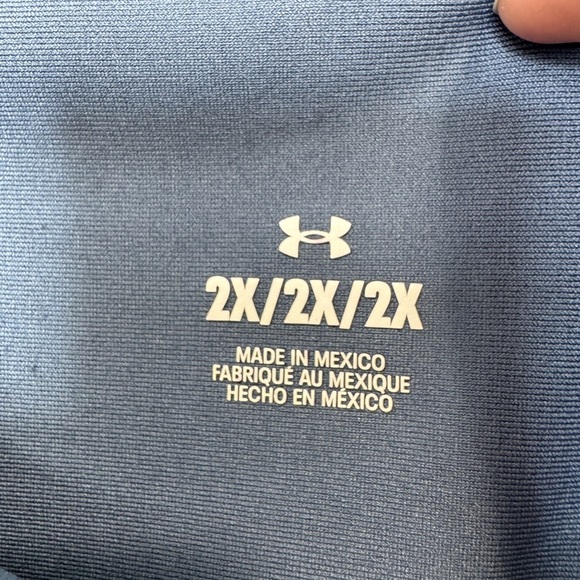 2X/2X/2X
MADE IN MEXICO
FABRIQUÉ AU MEXIQUE
HECHO EN MÉXICO